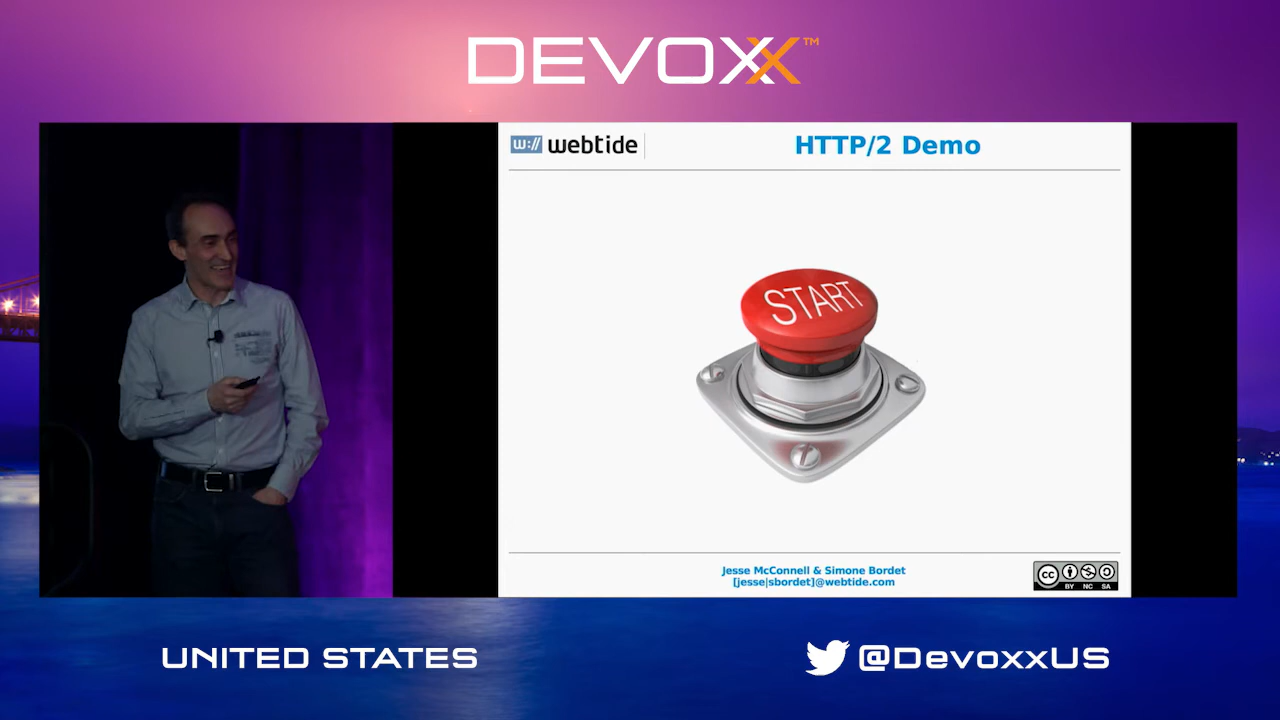 DEVOXX™
w:// webtide
HTTP/2 Demo
START
Jesse McConnell & Simone Bordet
[jesse|sbordet]@webtide.com
cc
BY NC SA
UNITED STATES
@DevoxxUS